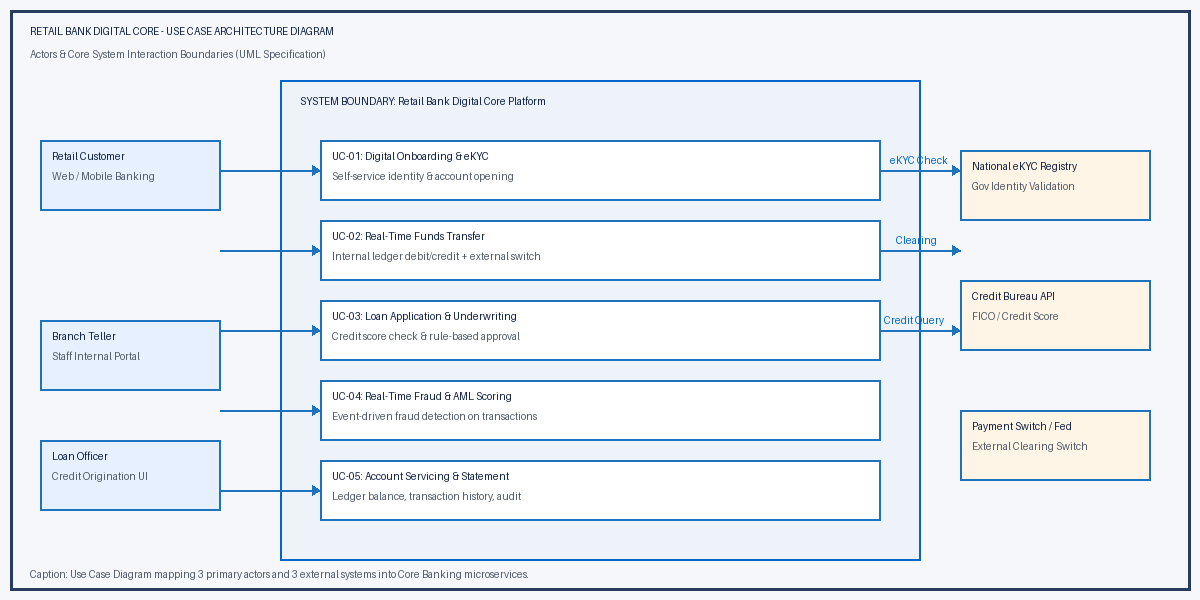 RETAIL BANK DIGITAL CORE - USE CASE ARCHITECTURE DIAGRAM
Actors & Core System Interaction Boundaries (UML Specification)
SYSTEM BOUNDARY: Retail Bank Digital Core Platform
Retail Customer
Web / Mobile Banking
UC-01: Digital Onboarding & eKYC
Self-service identity & account opening
eKYC Check
National eKYC Registry
Gov Identity Validation
UC-02: Real-Time Funds Transfer
Internal ledger debit/credit + external switch
Clearing
Branch Teller
Staff Internal Portal
UC-03: Loan Application & Underwriting
Credit score check & rule-based approval
Credit Query
Credit Bureau API
FICO / Credit Score
UC-04: Real-Time Fraud & AML Scoring
Event-driven fraud detection on transactions
Payment Switch / Fed
External Clearing Switch
Loan Officer
Credit Origination UI
UC-05: Account Servicing & Statement
Ledger balance, transaction history, audit
Caption: Use Case Diagram mapping 3 primary actors and 3 external systems into Core Banking microservices.